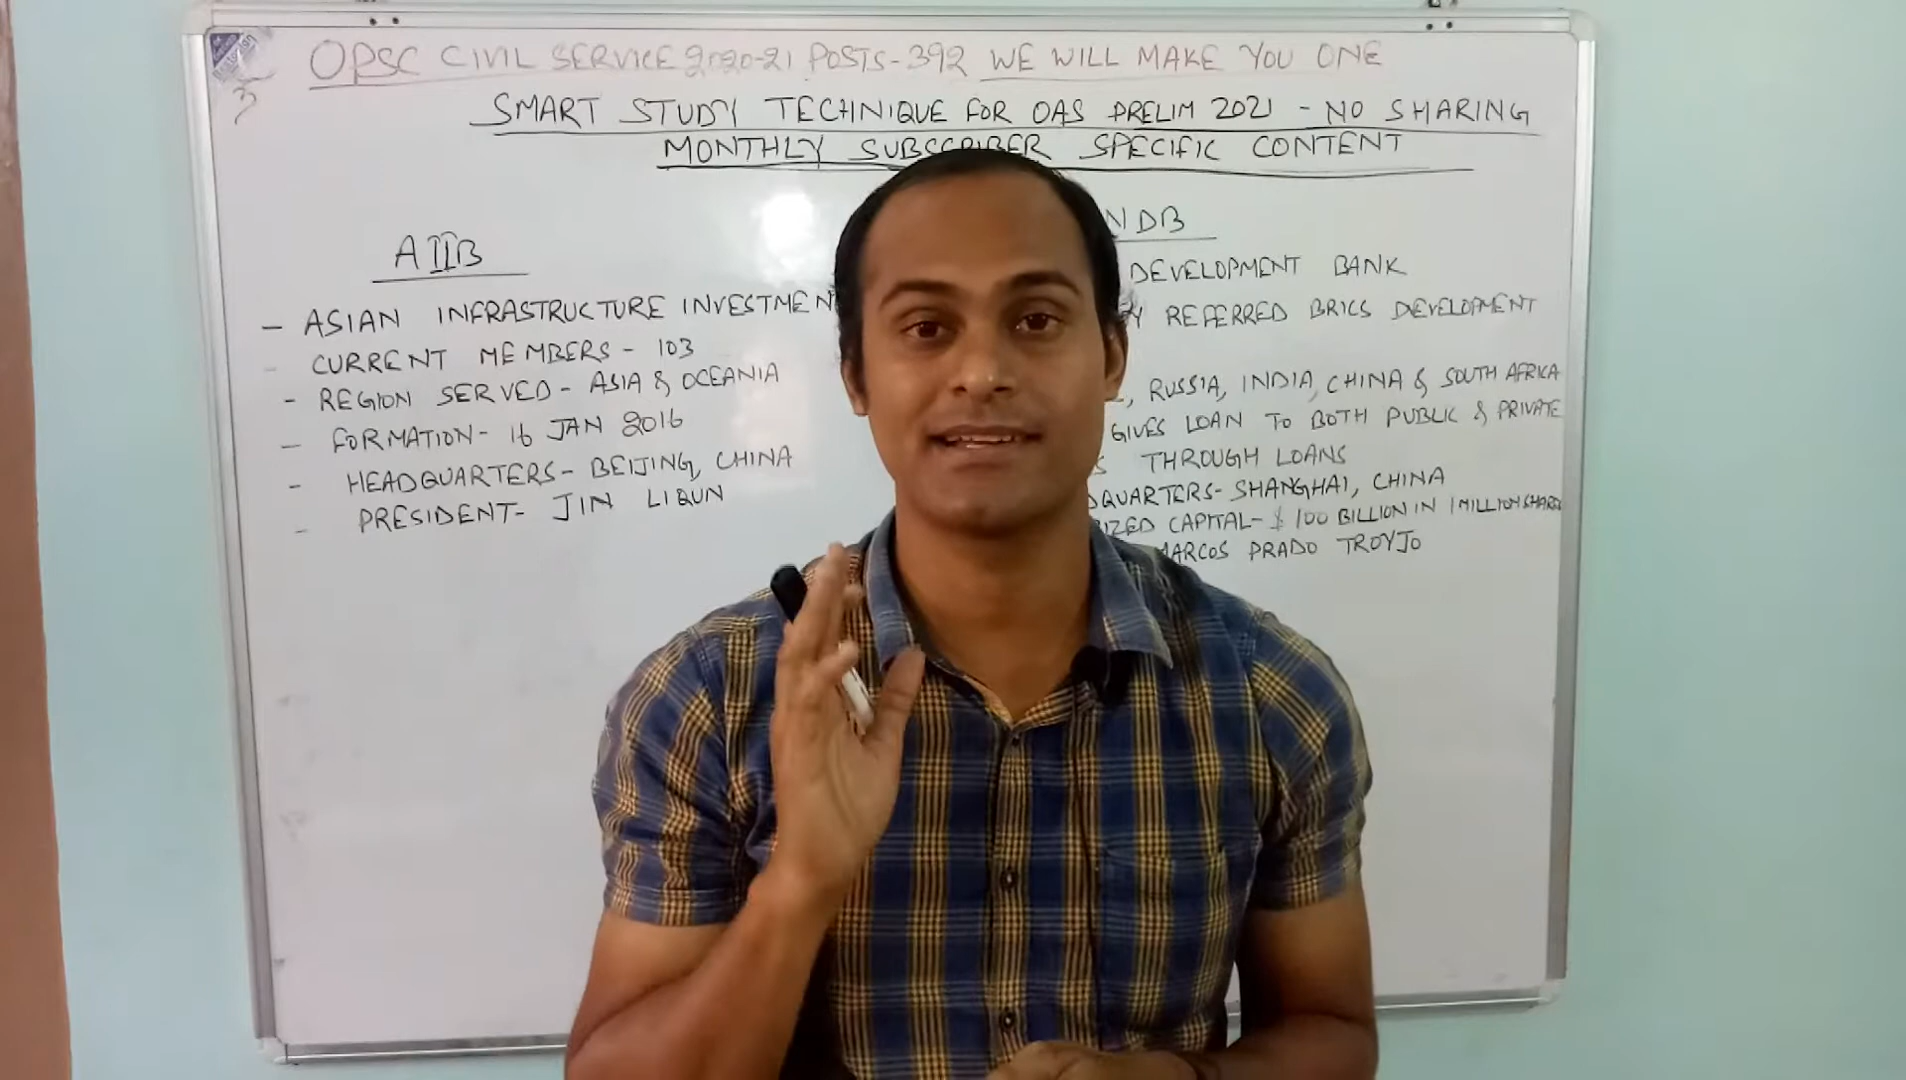 OPSC CIVIL SERVICE 2020-21 POSTS-392 WE WILL MAKE YOU ONE
3
SMART STUDY TECHNIQUE FOR OAS PRELIM 2021 - NO SHARING
MONTHLY SUBSCRIBER SPECIFIC CONTENT
AIIB
- ASIAN INFRASTRUCTURE INVESTMEN
- CURRENT MEMBERS - 103
- REGION SERVED - ASIA & OCEANIA
- FORMATION - 16 JAN 2016
- HEADQUARTERS - BEIJING, CHINA
- PRESIDENT - JIN LIQUN
NDB
DEVELOPMENT BANK
Y REFERRED BRICS DEVELOPMENT
, RUSSIA, INDIA, CHINA & SOUTH AFRICA
GIVES LOAN TO BOTH PUBLIC & PRIVATE
S THROUGH LOANS
DQUARTERS - SHANGHAI, CHINA
IZED CAPITAL - $ 100 BILLION IN 1 MILLION SHARES
MARCOS PRADO TROYJO